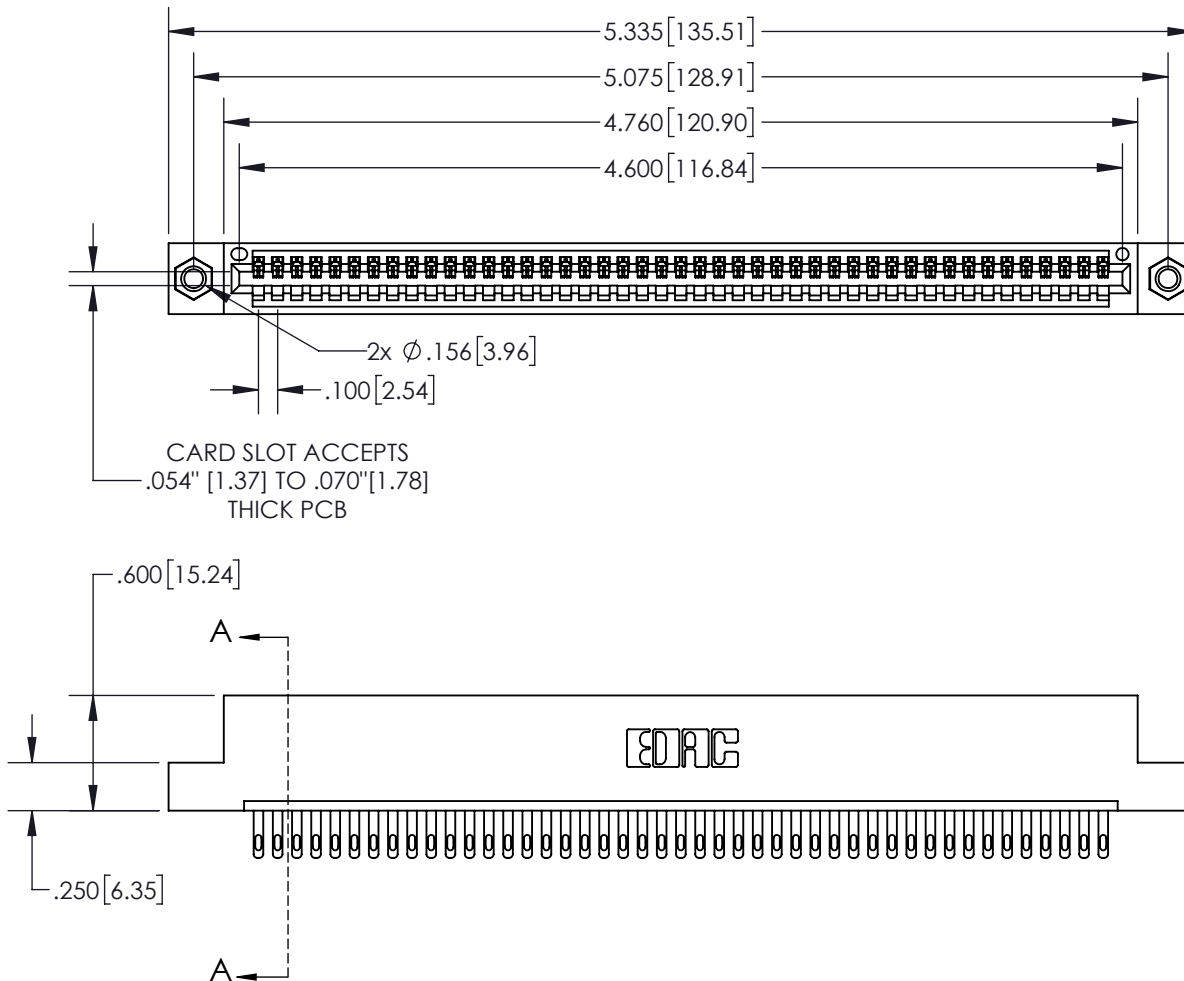 5.335[135.51]
5.075[128.91]
4.760[120.90]
4.600[116.84]
2x Ø.156[3.96]
.100[2.54]
CARD SLOT ACCEPTS
.054" [1.37] TO .070"[1.78]
THICK PCB
.600[15.24]
A
EDAC
.250[6.35]
A